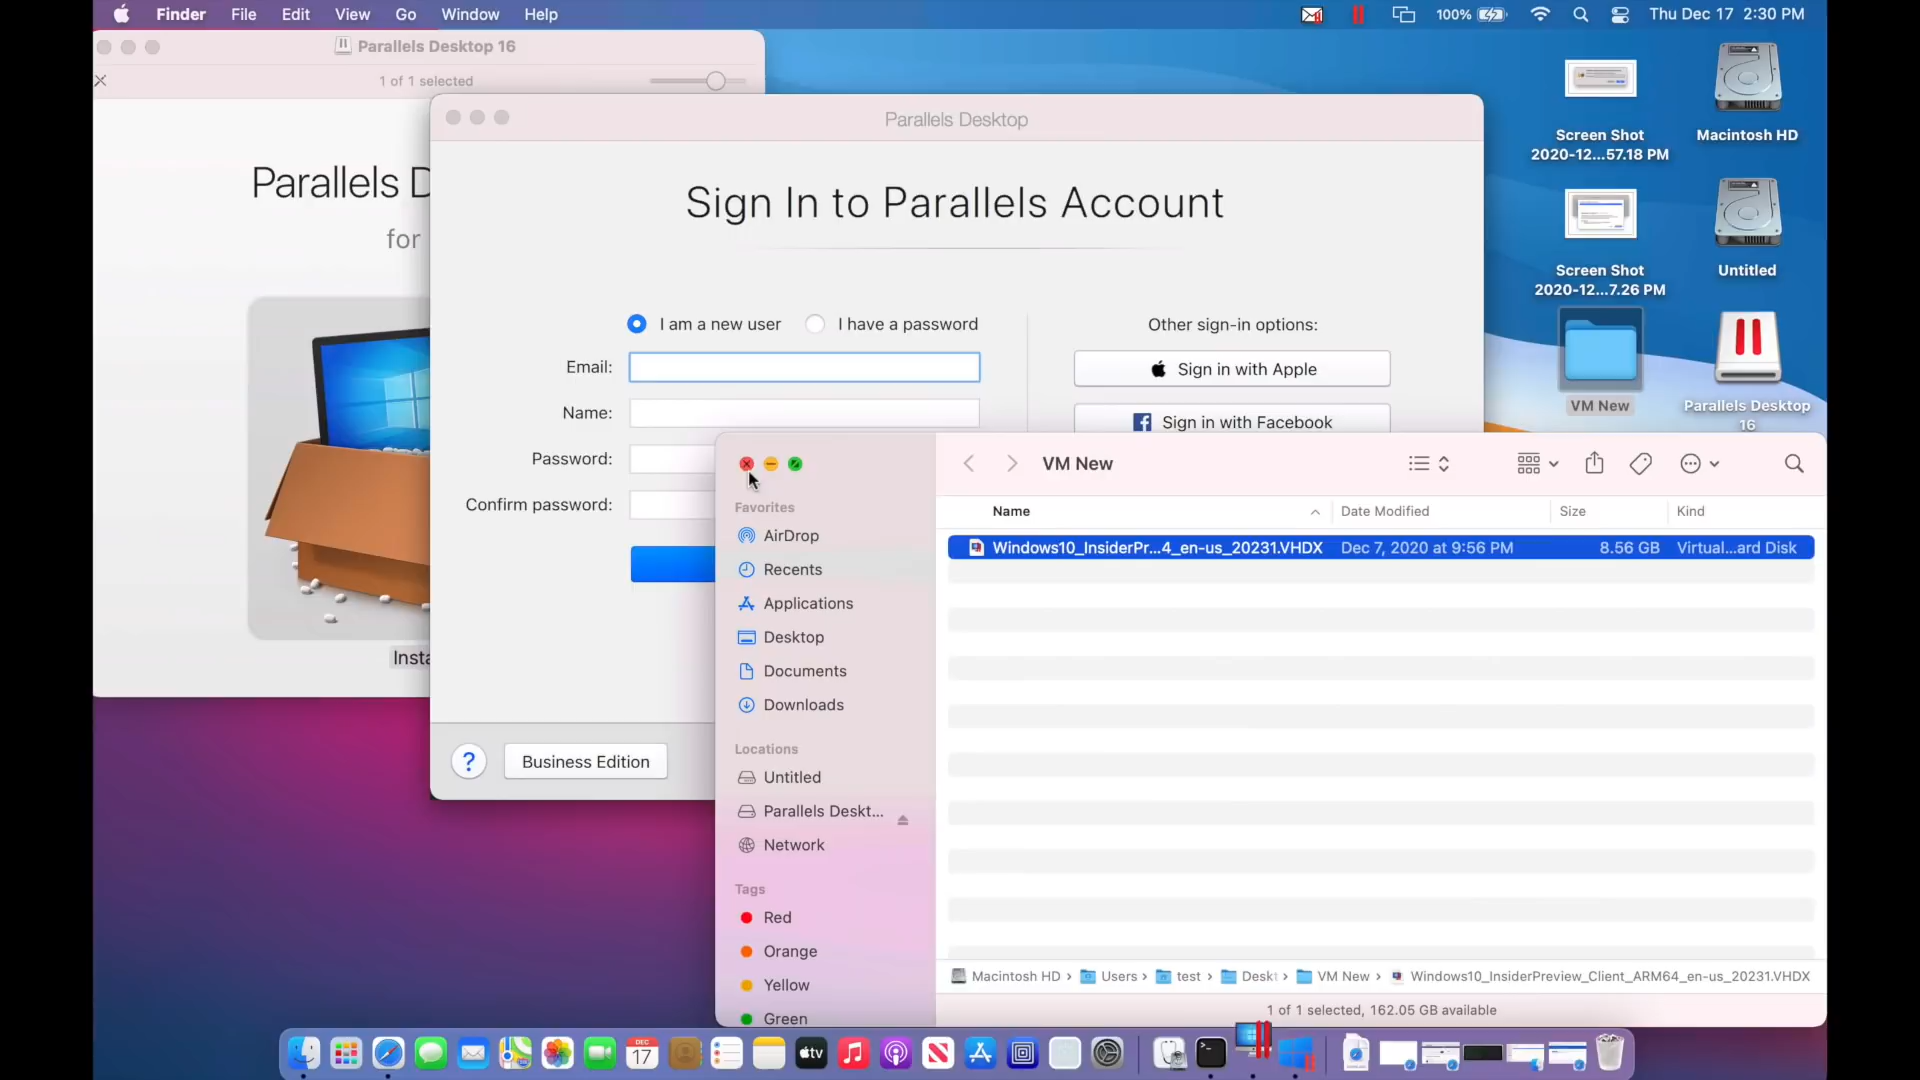 Finder File Edit View Go Window Help
100%
Thu Dec 17 2:30 PM
Parallels Desktop 16
1 of 1 selected
Parallels D
for
Insta
Parallels Desktop
Sign In to Parallels Account
I am a new user
I have a password
Email:
Name:
Password:
Confirm password:
Other sign-in options:
Sign in with Apple
Sign in with Facebook
?
Business Edition
Screen Shot
2020-12...57.18 PM
Macintosh HD
Screen Shot
2020-12...7.26 PM
Untitled
VM New
Parallels Desktop
16
VM New
Favorites
AirDrop
Recents
Applications
Desktop
Documents
Downloads
Locations
Untitled
Parallels Deskt...
Network
Tags
Red
Orange
Yellow
Green
Name Date Modified Size Kind
Windows10_InsiderPr...4_en-us_20231.VHDX Dec 7, 2020 at 9:56 PM 8.56 GB Virtual...ard Disk
Macintosh HD › Users › test › Deskt › VM New › Windows10_InsiderPreview_Client_ARM64_en-us_20231.VHDX
1 of 1 selected, 162.05 GB available
DEC
17
tv